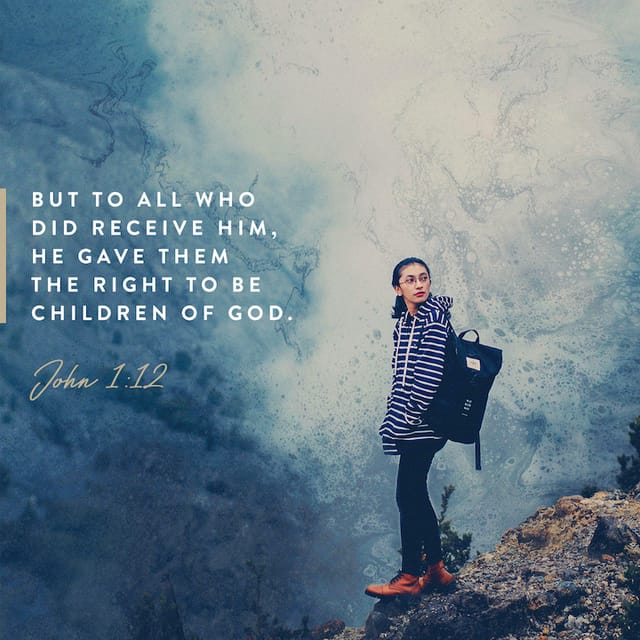 BUT TO ALL WHO
DID RECEIVE HIM,
HE GAVE THEM
THE RIGHT TO BE
CHILDREN OF GOD.
John 1:12